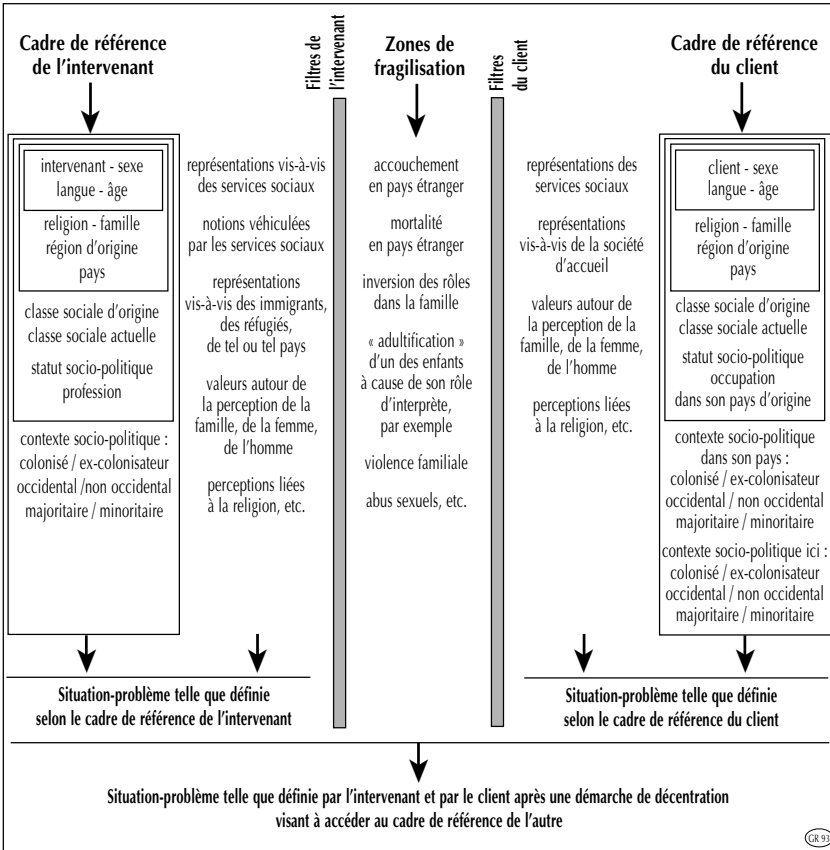 Cadre de référence
de l'intervenant
Filtres de
l'intervenant
Zones de
fragilisation
Filtres
du client
Cadre de référence
du client
intervenant - sexe
langue - âge
religion - famille
région d'origine
pays
classe sociale d'origine
classe sociale actuelle
statut socio-politique
profession
contexte socio-politique :
colonisé / ex-colonisateur
occidental /non occidental
majoritaire / minoritaire
représentations vis-à-vis
des services sociaux
notions véhiculées
par les services sociaux
représentations
vis-à-vis des immigrants,
des réfugiés,
de tel ou tel pays
valeurs autour de
la perception de la
famille, de la femme,
de l'homme
perceptions liées
à la religion, etc.
accouchement
en pays étranger
mortalité
en pays étranger
inversion des rôles
dans la famille
« adultification »
d'un des enfants
à cause de son rôle
d'interprète,
par exemple
violence familiale
abus sexuels, etc.
représentations des
services sociaux
représentations
vis-à-vis de la société
d'accueil
valeurs autour de
la perception de la
famille, de la femme,
de l'homme
perceptions liées
à la religion, etc.
client - sexe
langue - âge
religion - famille
région d'origine
pays
classe sociale d'origine
classe sociale actuelle
statut socio-politique
occupation
dans son pays d'origine
contexte socio-politique
dans son pays :
colonisé / ex-colonisateur
occidental / non occidental
majoritaire / minoritaire
contexte socio-politique ici :
colonisé / ex-colonisateur
occidental / non occidental
majoritaire / minoritaire
Situation-problème telle que définie
selon le cadre de référence de l'intervenant
Situation-problème telle que définie
selon le cadre de référence du client
Situation-problème telle que définie par l'intervenant et par le client après une démarche de décentration
visant à accéder au cadre de référence de l'autre
GR 93